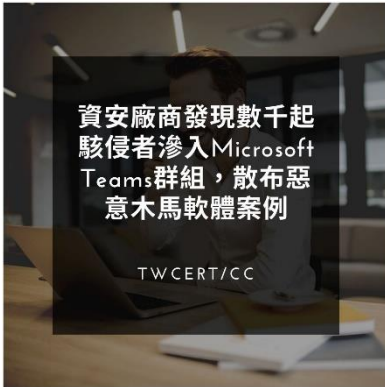 資安廠商發現數千起
駭侵者滲入Microsoft
Teams群組，散布惡
意木馬軟體案例
TWCERT/CC